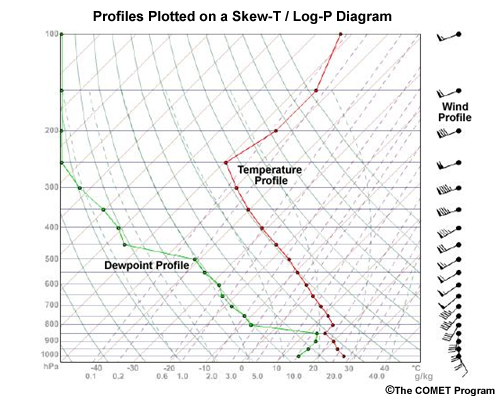 Profiles Plotted on a Skew-T / Log-P Diagram
100
Wind
Profile
200
Temperature
Profile
300
400
Dewpoint Profile
500
600
700
800
900
1000
hPa -40 -30 -20 -10 0 10 20 30 40 °C
0.1 0.2 0.6 1.0 2.0 3.0 5.0 10.0 20.0 40.0 g/kg
©The COMET Program